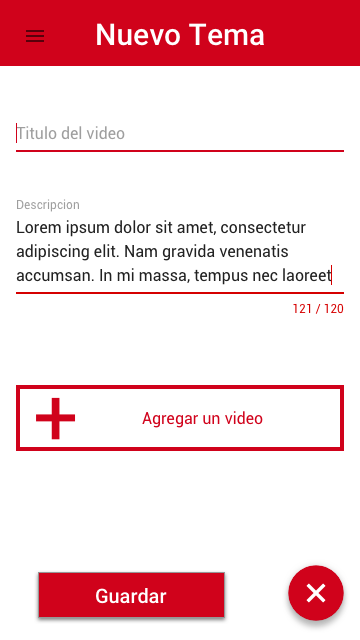 Nuevo Tema
Titulo del video
Descripcion
Lorem ipsum dolor sit amet, consectetur
adipiscing elit. Nam gravida venenatis
accumsan. In mi massa, tempus nec laoreet
121 / 120
Agregar un video
Guardar